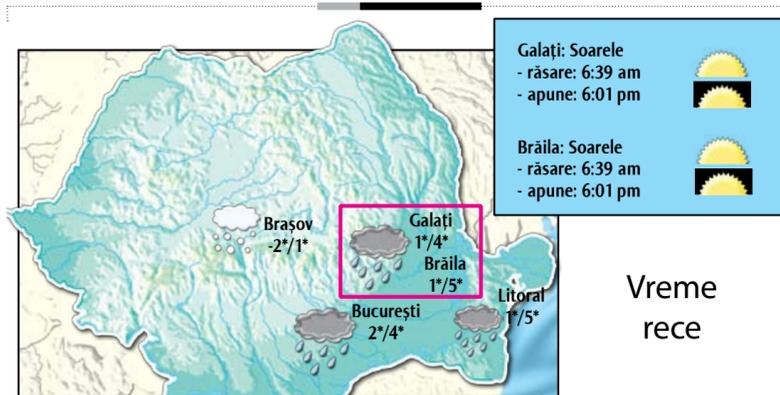 Galați: Soarele
- răsare: 6:39 am
- apune: 6:01 pm
Brăila: Soarele
- răsare: 6:39 am
- apune: 6:01 pm
Brașov
-2*/1*
Galați
1*/4*
Brăila
1*/5*
București
2*/4*
Litoral
1*/5*
Vreme
rece